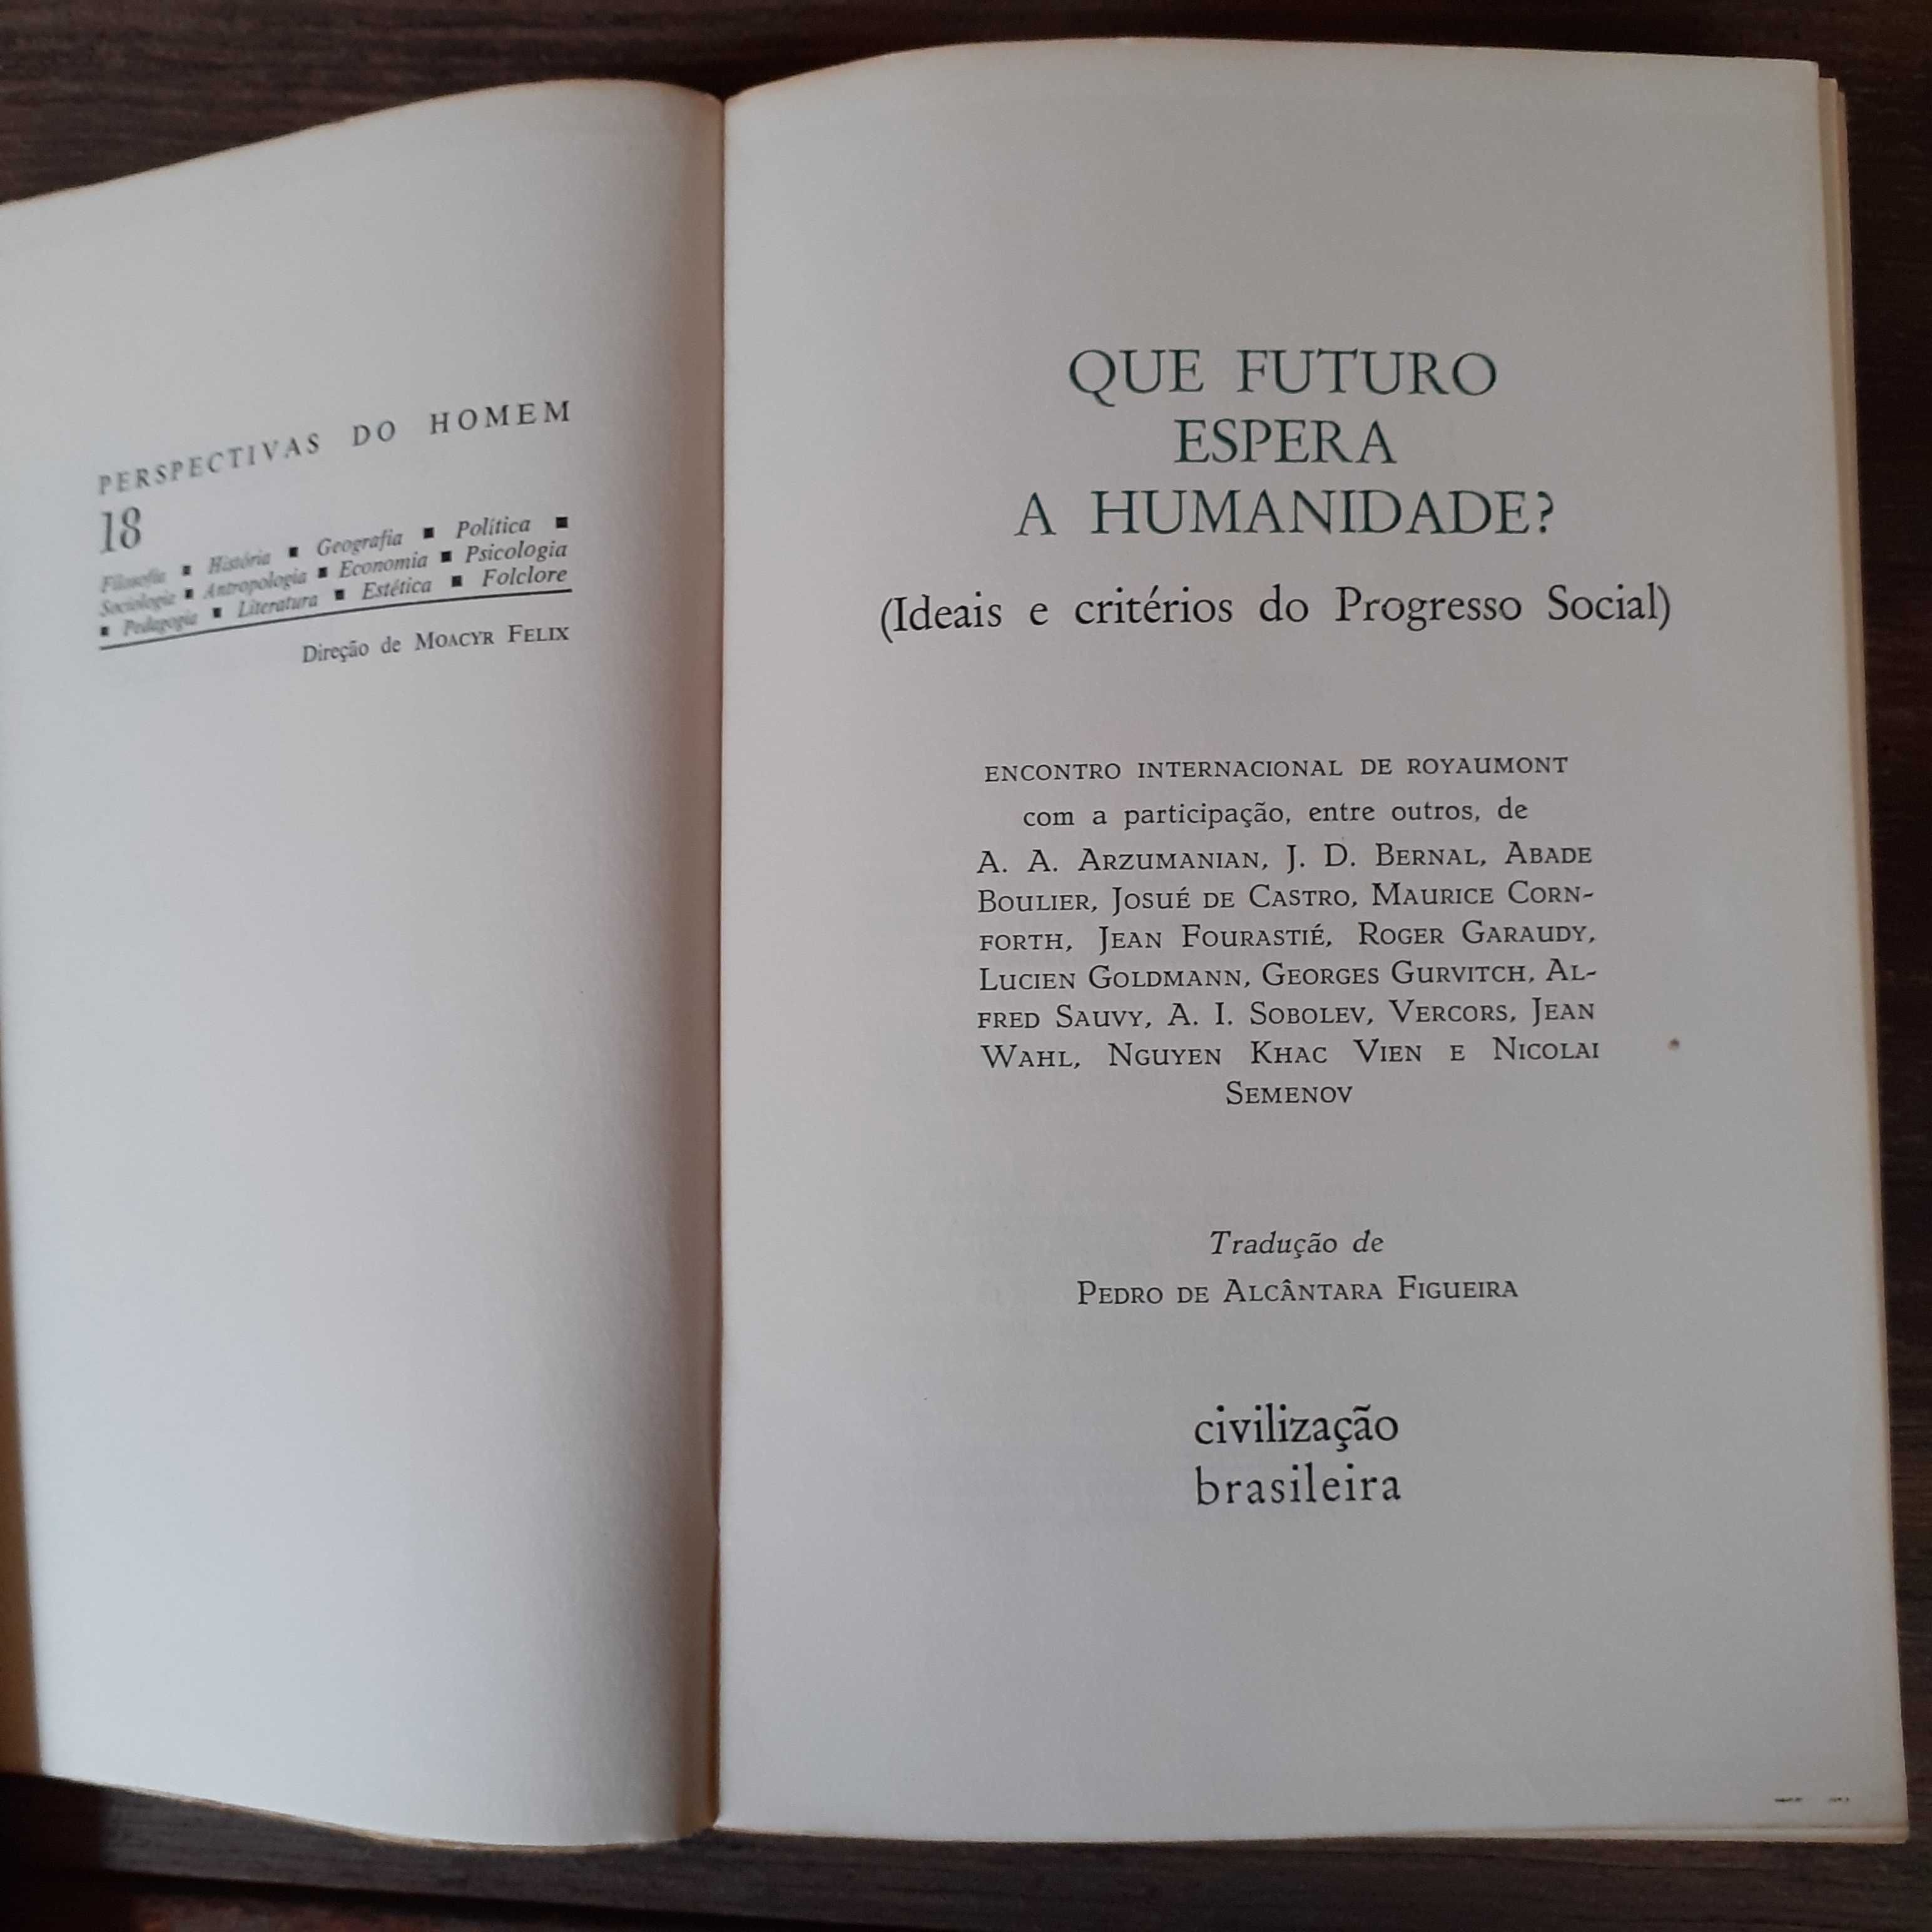 PERSPECTIVAS DO HOMEM
18
Filosofia ■ História ■ Geografia ■ Política ■
Sociologia ■ Antropologia ■ Economia ■ Psicologia
■ Pedagogia ■ Literatura ■ Estética ■ Folclore
Direção de MOACYR FELIX
QUE FUTURO
ESPERA
A HUMANIDADE?
(Ideais e critérios do Progresso Social)
ENCONTRO INTERNACIONAL DE ROYAUMONT
com a participação, entre outros, de
A. A. ARZUMANIAN, J. D. BERNAL, ABADE
BOULIER, JOSUÉ DE CASTRO, MAURICE CORN-
FORTH, JEAN FOURASTIÉ, ROGER GARAUDY,
LUCIEN GOLDMANN, GEORGES GURVITCH, AL-
FRED SAUVY, A. I. SOBOLEV, VERCORS, JEAN
WAHL, NGUYEN KHAC VIEN E NICOLAI
SEMENOV
Tradução de
PEDRO DE ALCÂNTARA FIGUEIRA
civilização
brasileira